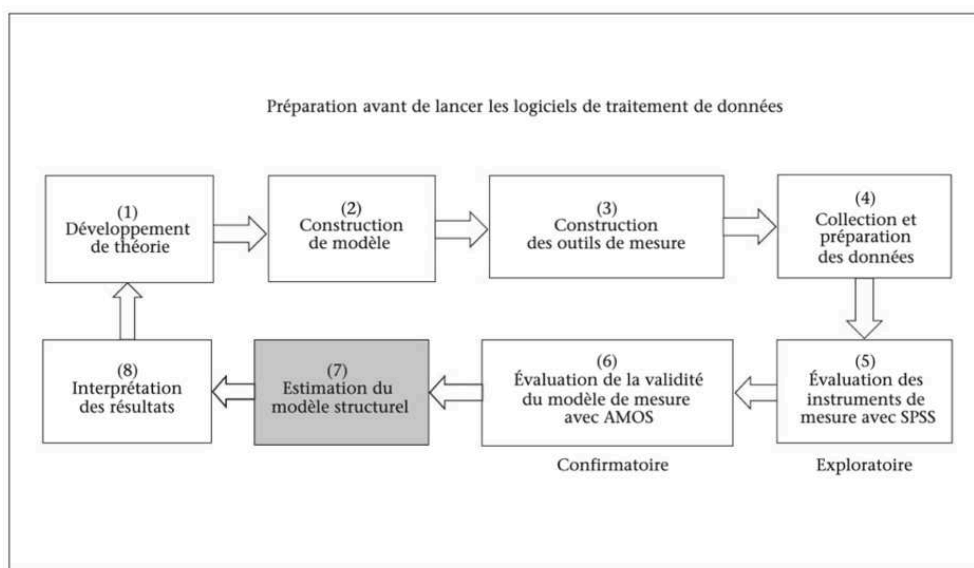 Préparation avant de lancer les logiciels de traitement de données
(1)
Développement
de théorie
(2)
Construction
de modèle
(3)
Construction
des outils de mesure
(4)
Collection et
préparation
des données
(5)
Évaluation des
instruments de
mesure avec SPSS
Exploratoire
(6)
Évaluation de la validité
du modèle de mesure
avec AMOS
Confirmatoire
(7)
Estimation du
modèle structurel
(8)
Interprétation
des résultats